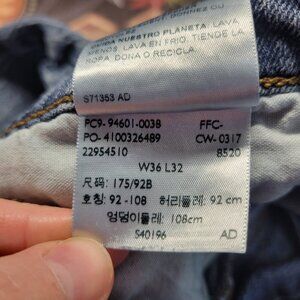 CUIDA NUESTRO PLANETA: LAVA
MENOS, LAVA EN FRIO, TIENDE LA
ROPA, DONA O RECICLA.
S71353 AD
PC9- 94601-0038 FFC-
PO- 4100326489 CW- 0317
22954510 8520
W36 L32
尺码: 175/92B
호칭: 92 - 108 허리둘레: 92 cm
엉덩이둘레: 108cm
S40196 AD